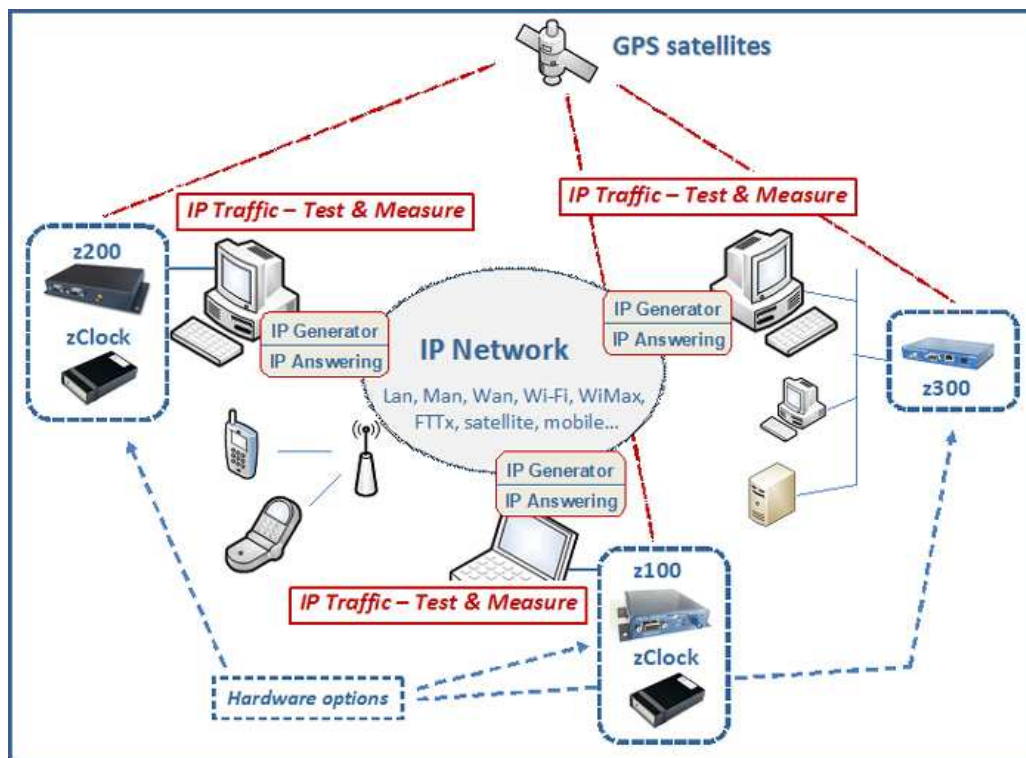 GPS satellites
IP Traffic – Test & Measure
IP Traffic – Test & Measure
z200
zClock
IP Generator
IP Answering
IP Generator
IP Answering
IP Network
Lan, Man, Wan, Wi-Fi, WiMax,
FTTx, satellite, mobile...
z300
IP Generator
IP Answering
z100
zClock
IP Traffic – Test & Measure
Hardware options